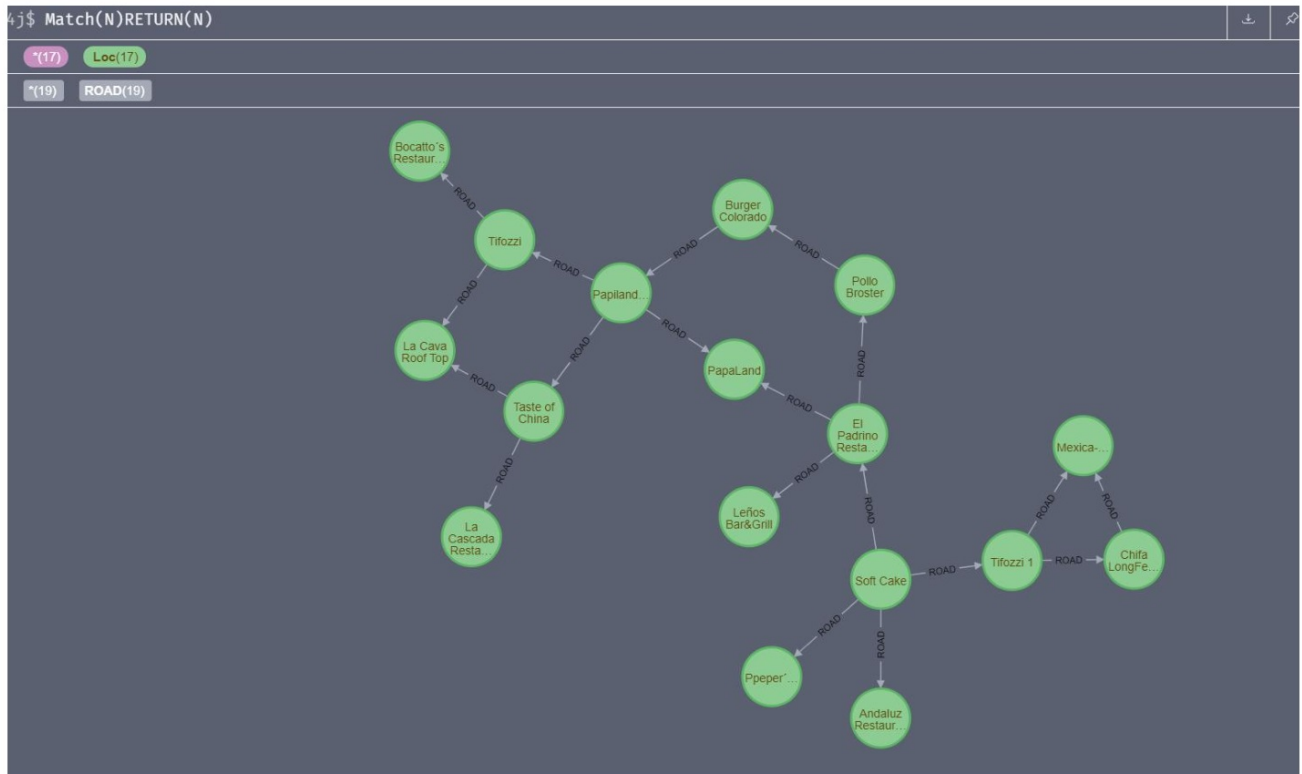 4j$ Match(N)RETURN(N)
*(17) Loc(17)
*(19) ROAD(19)
Bocatto`s
Restaur...
ROAD
Burger
Colorado
Tifozzi
ROAD
ROAD
ROAD
Pollo
Broster
Papiland...
ROAD
ROAD
La Cava
Roof Top
ROAD
ROAD
ROAD
PapaLand
Taste of
China
ROAD
El
Padrino
Resta...
Mexica-...
ROAD
ROAD
Leños
Bar&Grill
ROAD
ROAD
ROAD
La
Cascada
Resta...
Soft Cake
ROAD
Tifozzi 1
ROAD
Chifa
LongFe...
ROAD
ROAD
Ppeper`...
Andaluz
Restaur...